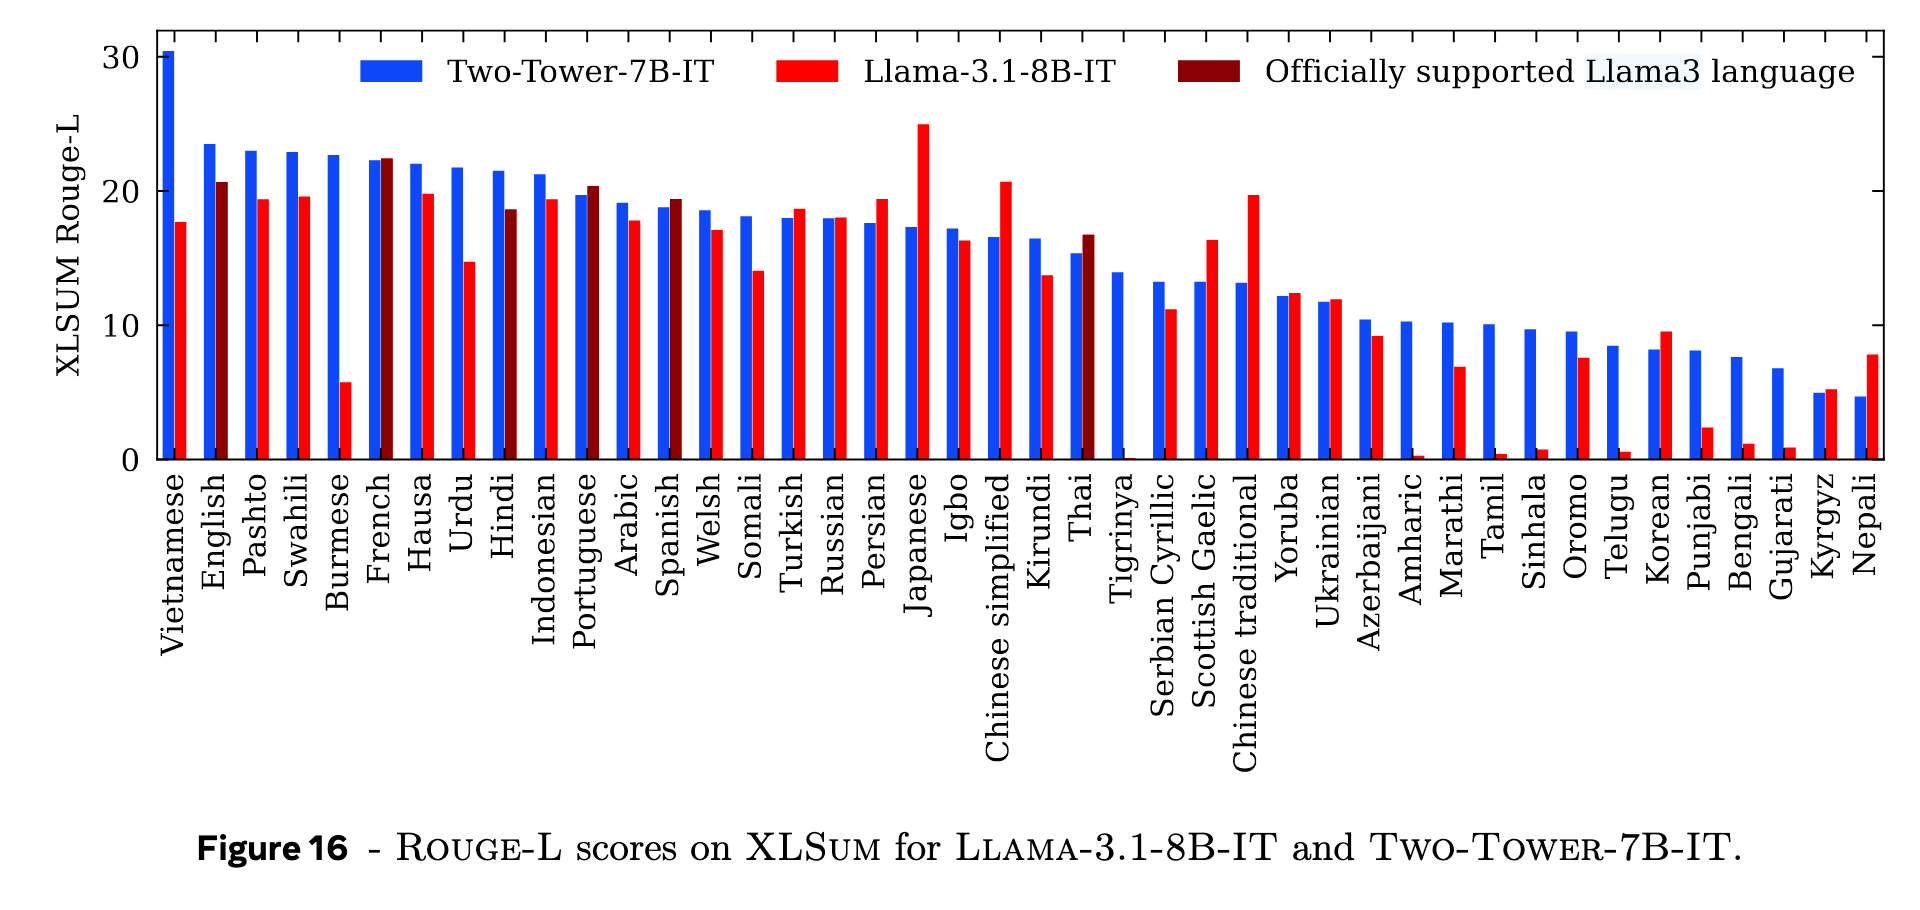 30
20
10
0
XLSUM Rouge-L
Two-Tower-7B-IT
Llama-3.1-8B-IT
Officially supported Llama3 language
Vietnamese
English
Pashto
Swahili
Burmese
French
Hausa
Urdu
Hindi
Indonesian
Portuguese
Arabic
Spanish
Welsh
Somali
Turkish
Russian
Persian
Japanese
Igbo
Chinese simplified
Kirundi
Thai
Tigrinya
Serbian Cyrillic
Scottish Gaelic
Chinese traditional
Yoruba
Ukrainian
Azerbaijani
Amharic
Marathi
Tamil
Sinhala
Oromo
Telugu
Korean
Punjabi
Bengali
Gujarati
Kyrgyz
Nepali
Figure 16 - ROUGE-L scores on XLSUM for LLAMA-3.1-8B-IT and TWO-TOWER-7B-IT.